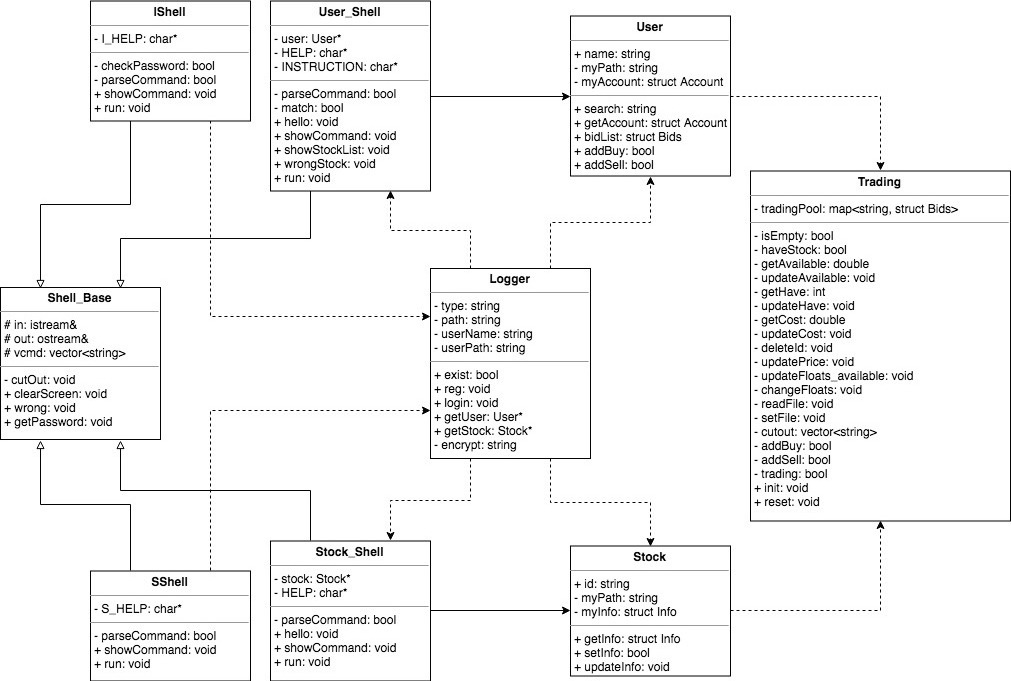 IShell
- I_HELP: char*
- checkPassword: bool
- parseCommand: bool
+ showCommand: void
+ run: void
User_Shell
- user: User*
- HELP: char*
- INSTRUCTION: char*
- parseCommand: bool
- match: bool
+ hello: void
+ showCommand: void
+ showStockList: void
+ wrongStock: void
+ run: void
User
+ name: string
- myPath: string
- myAccount: struct Account
+ search: string
+ getAccount: struct Account
+ bidList: struct Bids
+ addBuy: bool
+ addSell: bool
Trading
- tradingPool: map<string, struct Bids>
- isEmpty: bool
- haveStock: bool
- getAvailable: double
- updateAvailable: void
- getHave: int
- updateHave: void
- getCost: double
- updateCost: void
- deleteId: void
- updatePrice: void
- updateFloats_available: void
- changeFloats: void
- readFile: void
- setFile: void
- cutout: vector<string>
- addBuy: bool
- addSell: bool
- trading: bool
+ init: void
+ reset: void
Shell_Base
# in: istream&
# out: ostream&
# vcmd: vector<string>
- cutOut: void
+ clearScreen: void
+ wrong: void
+ getPassword: void
Logger
- type: string
- path: string
- userName: string
- userPath: string
+ exist: bool
+ reg: void
+ login: void
+ getUser: User*
+ getStock: Stock*
- encrypt: string
SShell
- S_HELP: char*
- parseCommand: bool
+ showCommand: void
+ run: void
Stock_Shell
- stock: Stock*
- HELP: char*
- parseCommand: bool
+ hello: void
+ showCommand: void
+ run: void
Stock
+ id: string
- myPath: string
- myInfo: struct Info
+ getInfo: struct Info
+ setInfo: bool
+ updateInfo: void